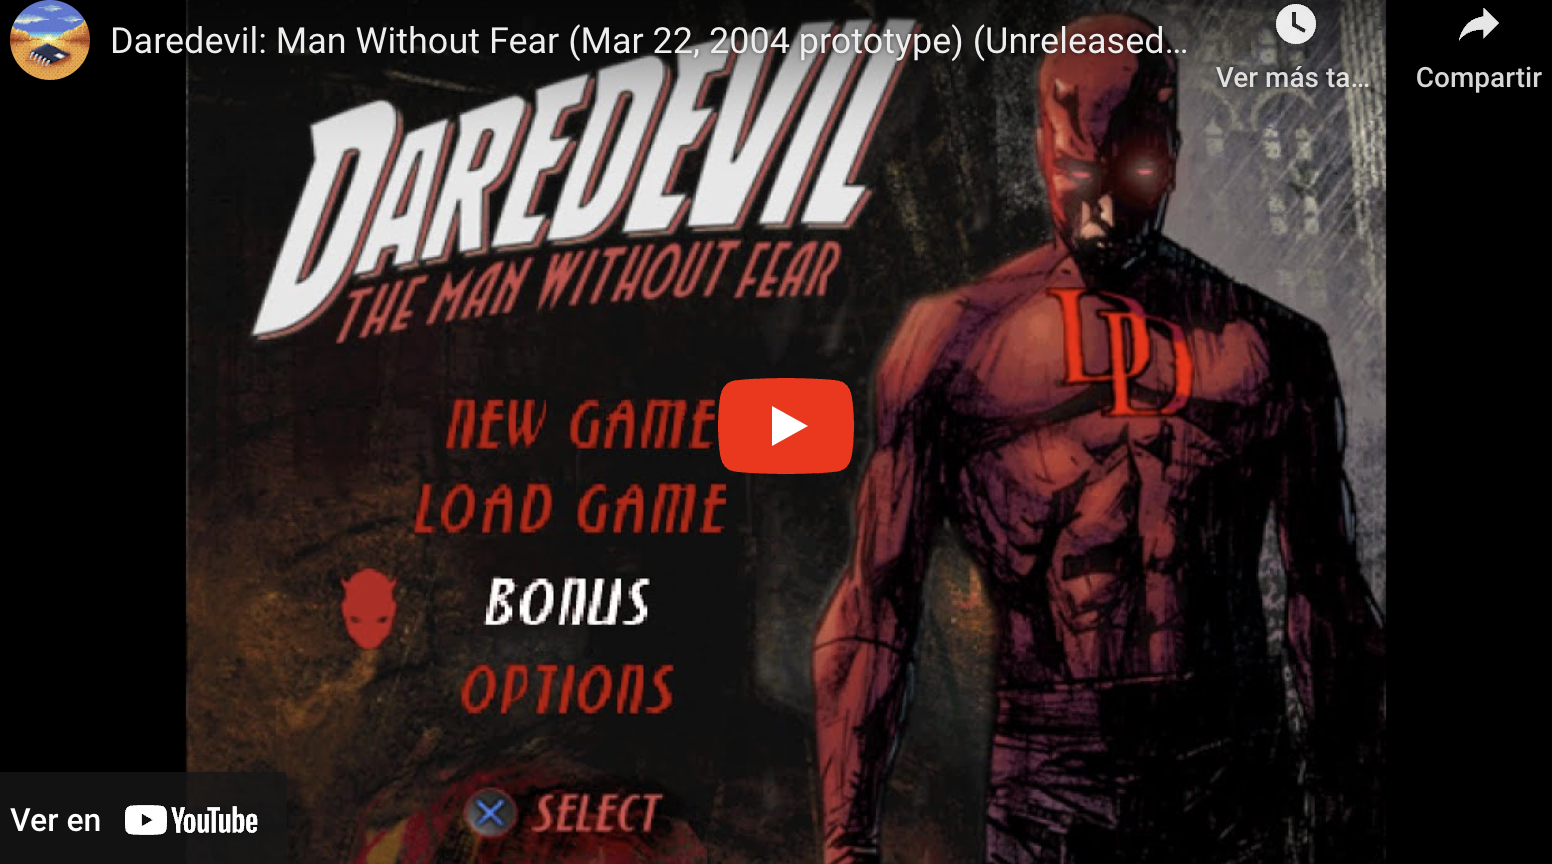 Daredevil: Man Without Fear (Mar 22, 2004 prototype) (Unreleased…
Ver más ta…
Compartir
DAREDEVIL
THE MAN WITHOUT FEAR
DD
NEW GAME
LOAD GAME
BONUS
OPTIONS
SELECT
Ver en YouTube